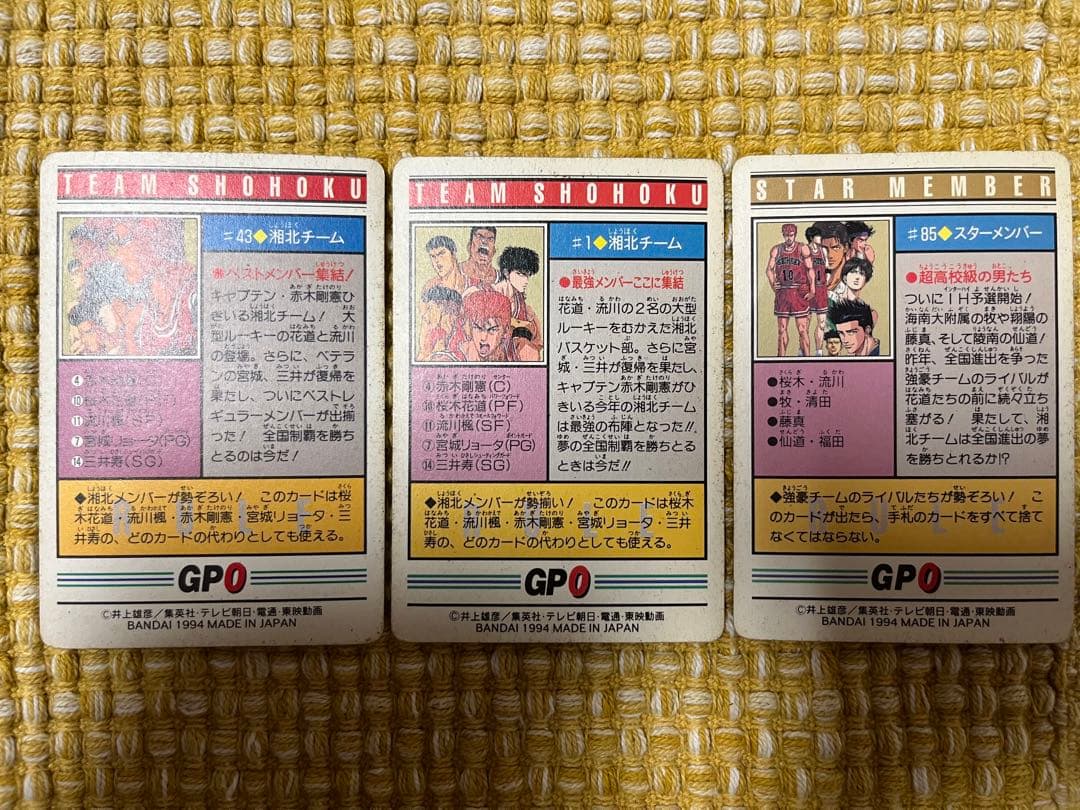 TEAM SHOHOKU
♯43◆湘北チーム
ベストメンバー集結!
キャプテン・赤木剛憲ひ
きいる湘北チーム! 大
型ルーキーの花道と流川
の登場。さらに、ベテラ
ンの宮城、三井が復帰を
果たし、ついにベストレ
ギュラーメンバーが出揃
った! 全国制覇を勝ち
とるのは今だ!
④赤木剛憲(C)
⑩桜木花道(PF)
⑪流川楓(SF)
⑦宮城リョータ(PG)
⑭三井寿(SG)
◆湘北メンバーが勢ぞろい! このカードは桜
木花道・流川楓・赤木剛憲・宮城リョータ・三
井寿の、どのカードの代わりとしても使える。
GPO
©井上雄彦/集英社・テレビ朝日・電通・東映動画
BANDAI 1994 MADE IN JAPAN
TEAM SHOHOKU
♯1◆湘北チーム
●最強メンバーここに集結
花道・流川の2名の大型
ルーキーをむかえた湘北
バスケット部。さらに宮
城・三井が復帰を果たし、
キャプテン赤木剛憲がひ
きいる今年の湘北チーム
は最強の布陣となった!!
夢の全国制覇を勝ちとる
ときは今だ!!
④赤木剛憲(C)
⑩桜木花道(PF)
⑪流川楓(SF)
⑦宮城リョータ(PG)
⑭三井寿(SG)
◆湘北メンバーが勢揃い! このカードは桜木
花道・流川楓・赤木剛憲・宮城リョータ・三井
寿の、どのカードの代わりとしても使える。
GPO
©井上雄彦/集英社・テレビ朝日・電通・東映動画
BANDAI 1994 MADE IN JAPAN
STAR MEMBER
♯85◆スターメンバー
●超高校級の男たち
ついにIH予選開始!
海南大附属の牧や翔陽の
藤真、そして陵南の仙道!
昨年、全国進出を争った
強豪チームのライバルが
花道たちの前に続々立ち
塞がる! 果たして、湘
北チームは全国進出の夢
を勝ちとれるか!?
●桜木・流川
●牧・清田
●藤真
●仙道・福田
◆強豪チームのライバルたちが勢ぞろい! こ
のカードが出たら、手札のカードをすべて捨て
なくてはならない。
GPO
©井上雄彦/集英社・テレビ朝日・電通・東映動画
BANDAI 1994 MADE IN JAPAN